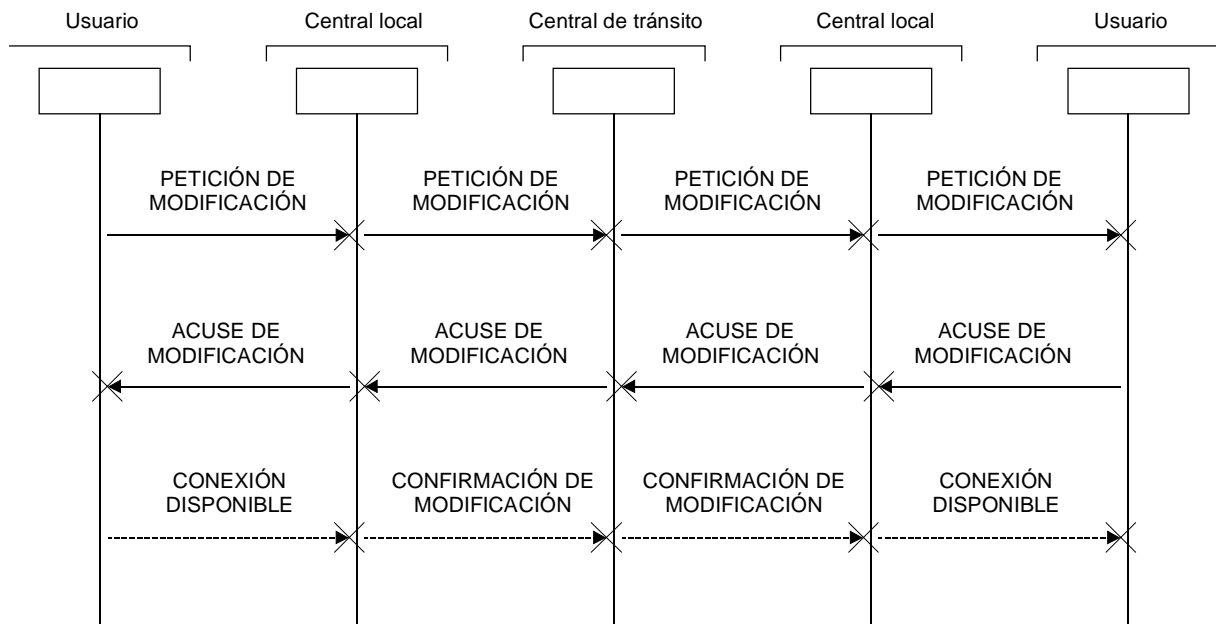 Usuario
Central local
Central de tránsito
Central local
Usuario
PETICIÓN DE
MODIFICACIÓN
PETICIÓN DE
MODIFICACIÓN
PETICIÓN DE
MODIFICACIÓN
PETICIÓN DE
MODIFICACIÓN
ACUSE DE
MODIFICACIÓN
ACUSE DE
MODIFICACIÓN
ACUSE DE
MODIFICACIÓN
ACUSE DE
MODIFICACIÓN
CONEXIÓN
DISPONIBLE
CONFIRMACIÓN DE
MODIFICACIÓN
CONFIRMACIÓN DE
MODIFICACIÓN
CONEXIÓN
DISPONIBLE